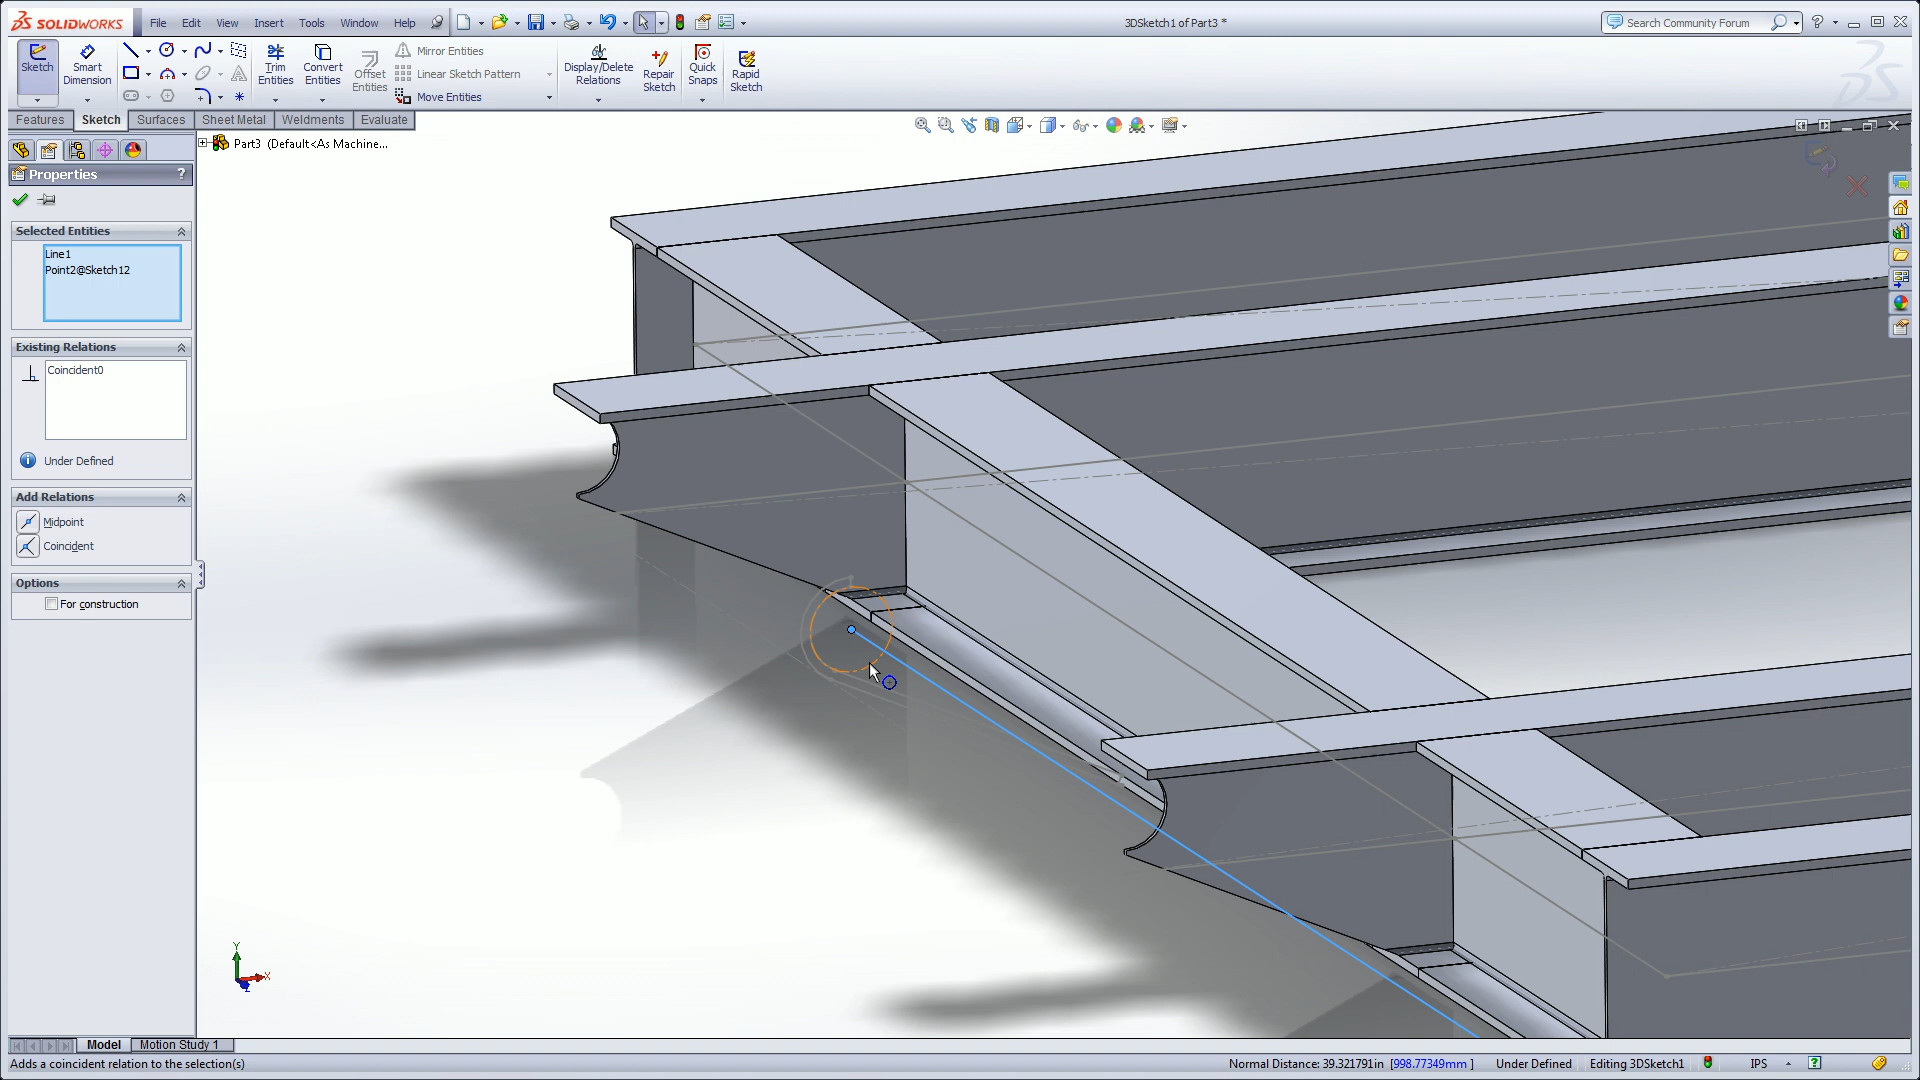 SOLIDWORKS File Edit View Insert Tools Window Help 3DSketch1 of Part3 * Search Community Forum
Sketch Smart Dimension Trim Entities Convert Entities Offset Entities Mirror Entities Linear Sketch Pattern Move Entities Display/Delete Relations Repair Sketch Quick Snaps Rapid Sketch
Features Sketch Surfaces Sheet Metal Weldments Evaluate
Part3 (Default<As Machine...
Properties ?
Selected Entities
Line1
Point2@Sketch12
Existing Relations
Coincident0
Under Defined
Add Relations
Midpoint
Coincident
Options
For construction
Y
X
Z
Model Motion Study 1
Adds a coincident relation to the selection(s) Normal Distance: 39.321791in [998.77349mm ] Under Defined Editing 3DSketch1 IPS